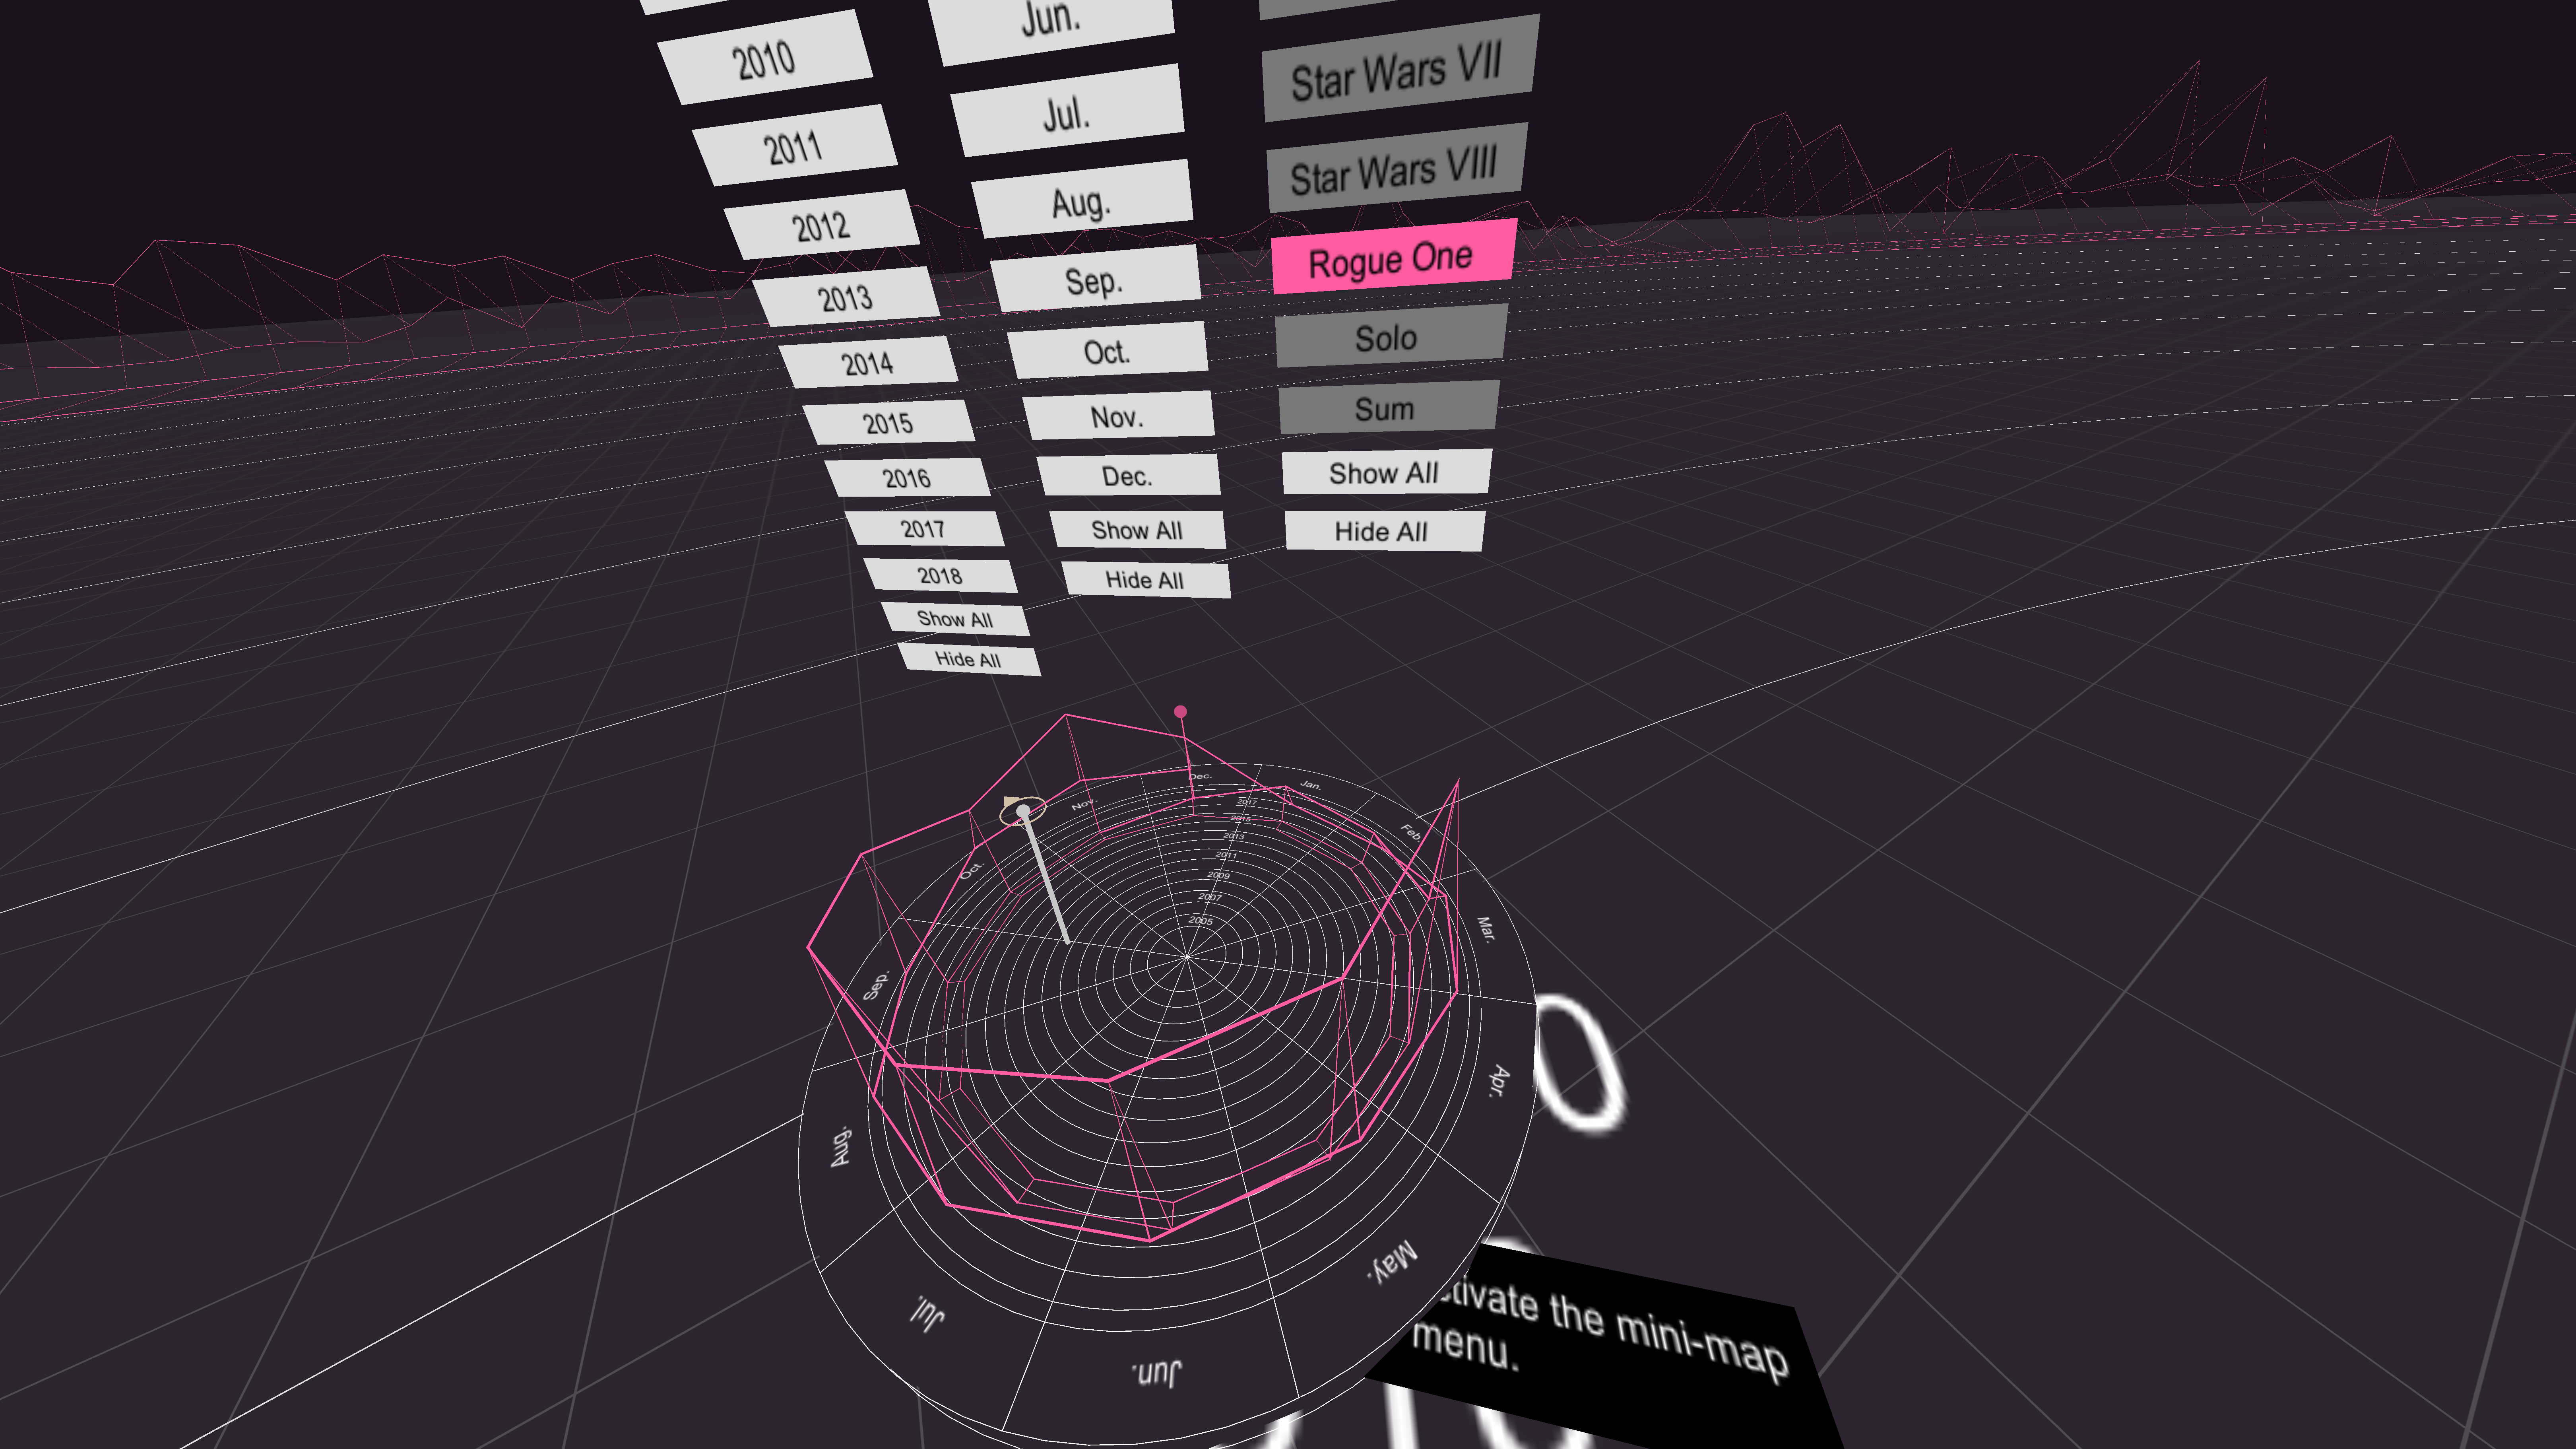 2010
2011
2012
2013
2014
2015
2016
2017
2018
Show All
Hide All
Jun.
Jul.
Aug.
Sep.
Oct.
Nov.
Dec.
Show All
Hide All
Star Wars VII
Star Wars VIII
Rogue One
Solo
Sum
Show All
Hide All
Dec.
Jan.
Feb.
Mar.
Apr.
May.
Jun.
Jul.
Aug.
Sep.
Oct.
Nov.
2017
2015
2013
2011
2009
2007
2005
the mini-map
menu.